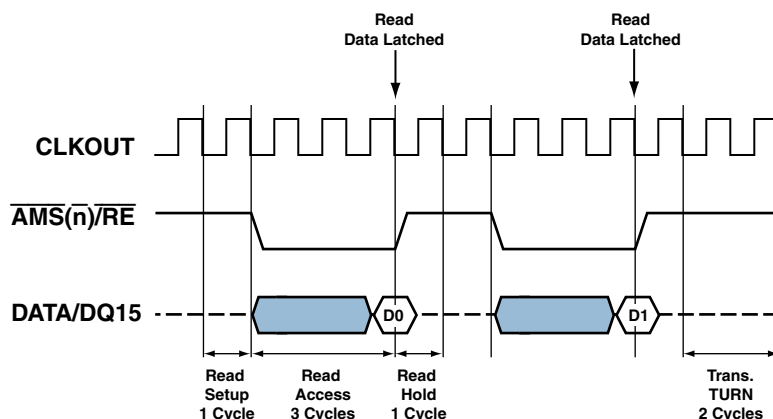 Read
Data Latched
Read
Data Latched
CLKOUT
AMS(n)/RE
DATA/DQ15
D0
D1
Read
Setup
1 Cycle
Read
Access
3 Cycles
Read
Hold
1 Cycle
Trans.
TURN
2 Cycles